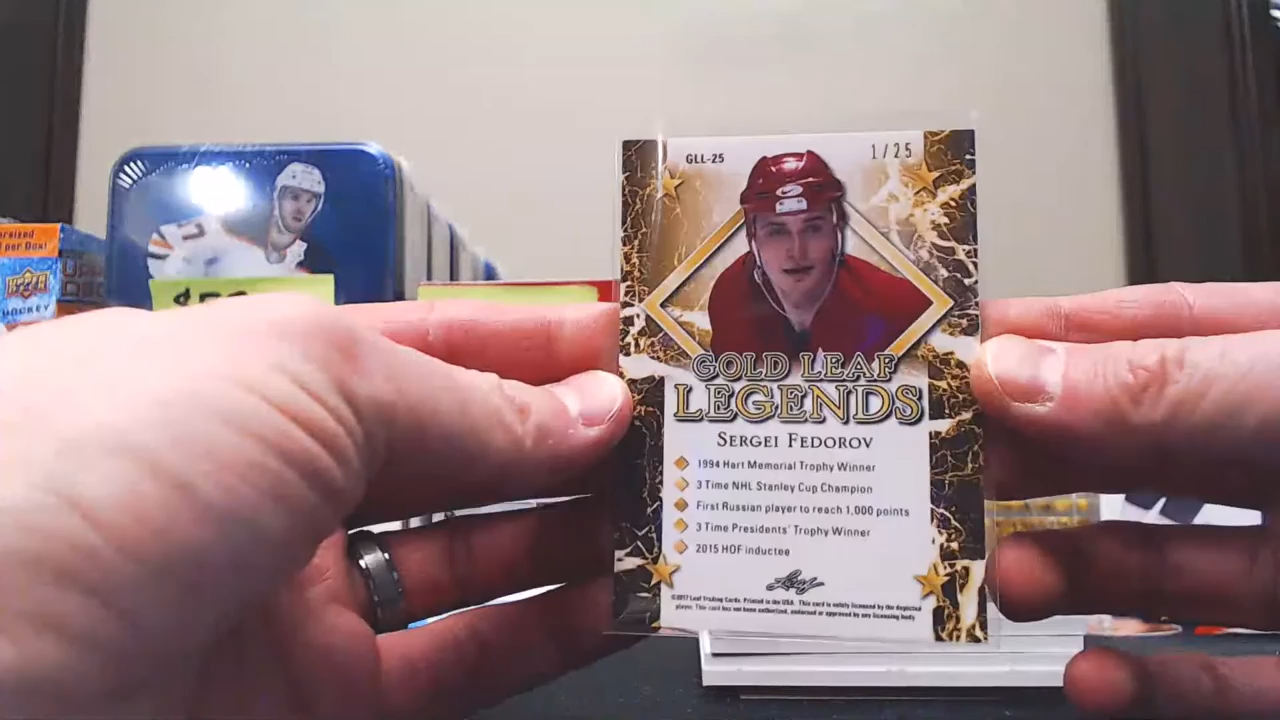 GLL-25
1/25
GOLD LEAF
LEGENDS
SERGEI FEDOROV
1994 Hart Memorial Trophy Winner
3 Time NHL Stanley Cup Champion
First Russian player to reach 1,000 points
3 Time Presidents' Trophy Winner
2015 HOF inductee
Leaf
©2017 Leaf Trading Cards. Printed in the USA. This card is solely licensed by the depicted
player. This card has not been authorized, endorsed or approved by any licensing body
per Box!
UPPER
HOCKEY